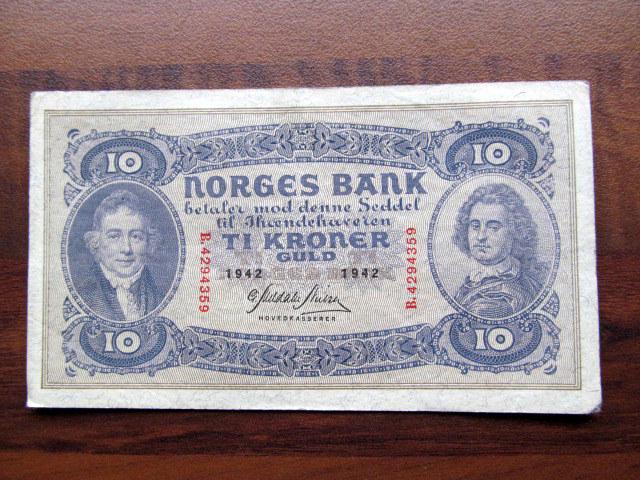 10 10
NORGES BANK
betaler mod denne Seddel
til Ihændehaveren
TI KRONER
GULD
1942 1942
B.4294359
B.4294359
HOVEDKASSERER
10 10